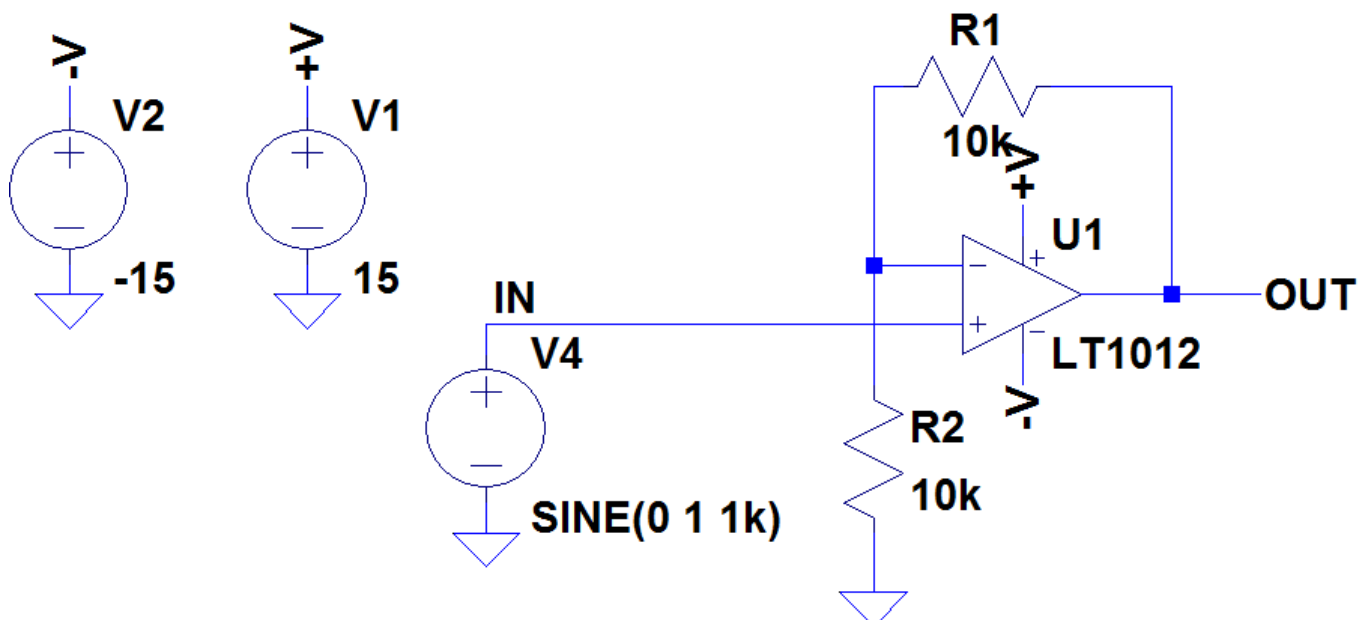 -V
V2
-15
+V
V1
15
IN
V4
SINE(0 1 1k)
R1
10k
+V
U1
LT1012
-V
OUT
R2
10k